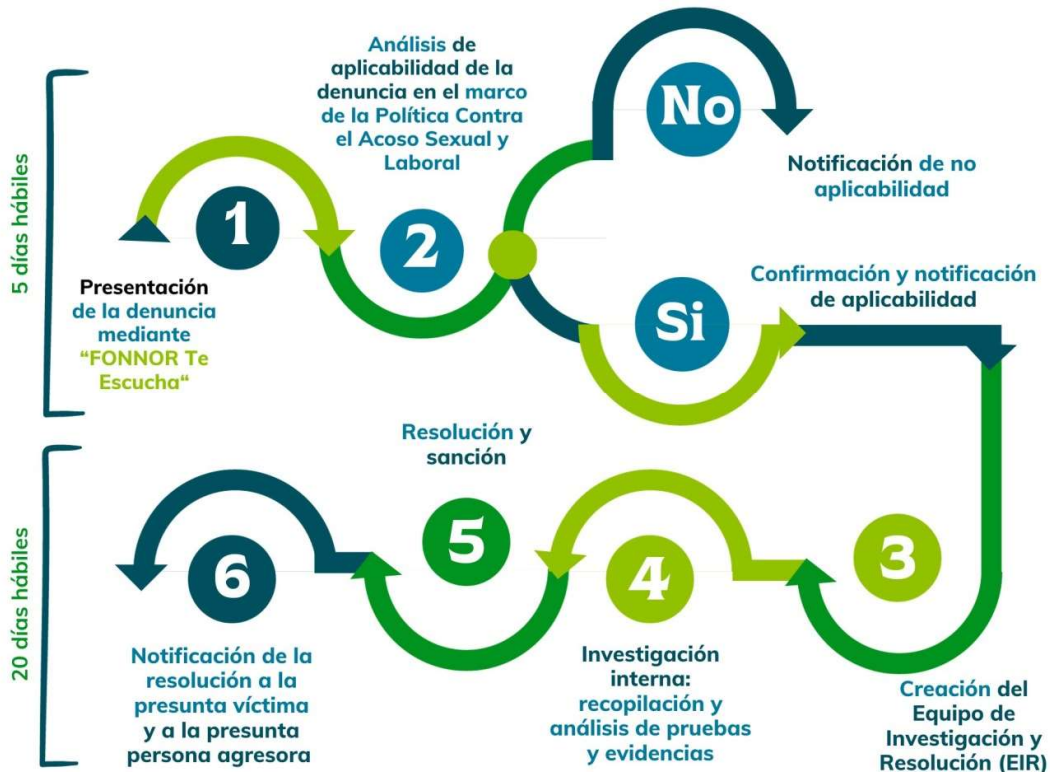 5 días hábiles
1
Presentación
de la denuncia
mediante
“FONNOR Te
Escucha“
Análisis de
aplicabilidad de la
denuncia en el marco
de la Política Contra
el Acoso Sexual y
Laboral
2
No
Notificación de no
aplicabilidad
Si
Confirmación y notificación
de aplicabilidad
20 días hábiles
3
Creación del
Equipo de
Investigación y
Resolución (EIR)
4
Investigación
interna:
recopilación y
análisis de pruebas
y evidencias
Resolución y
sanción
5
6
Notificación de la
resolución a la
presunta víctima
y a la presunta
persona agresora